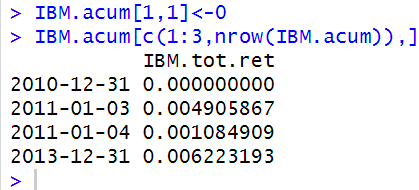 > IBM.acum[1,1]<-0
> IBM.acum[c(1:3,nrow(IBM.acum)),]
IBM.tot.ret
2010-12-31 0.000000000
2011-01-03 0.004905867
2011-01-04 0.001084909
2013-12-31 0.006223193
>